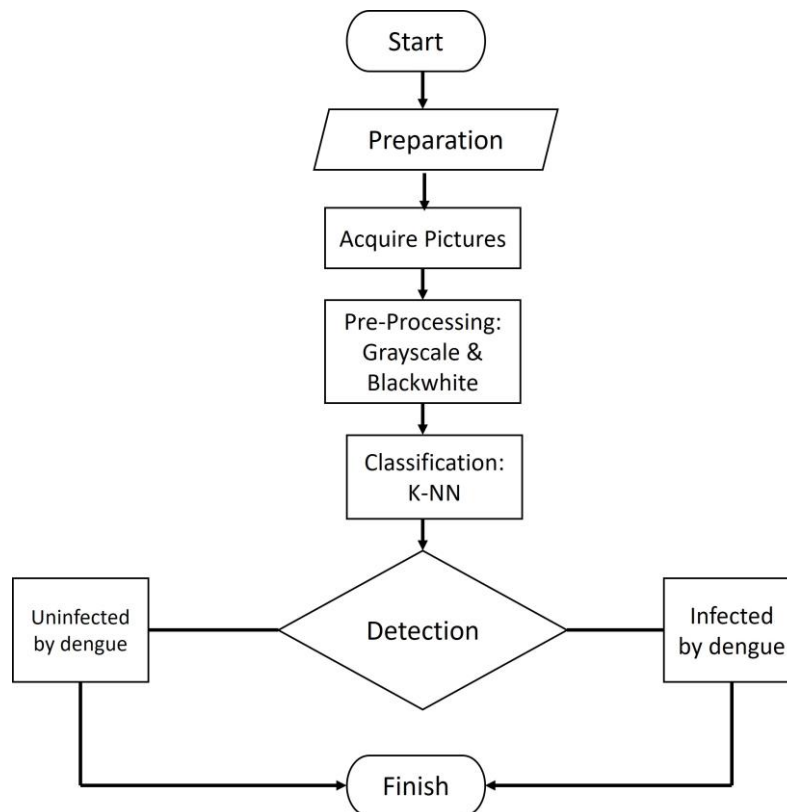 Start
Preparation
Acquire Pictures
Pre-Processing:
Grayscale &
Blackwhite
Classification:
K-NN
Uninfected
by dengue
Detection
Infected
by dengue
Finish